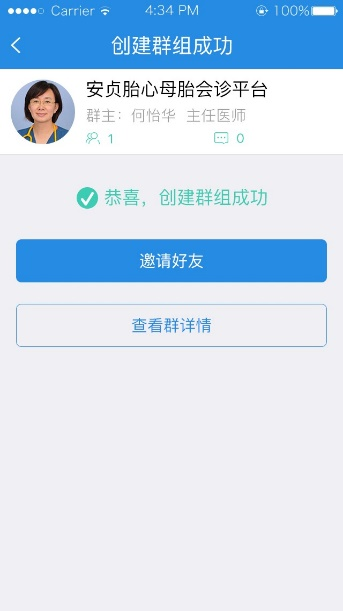 Carrier 4:34 PM 100%
创建群组成功
安贞胎心母胎会诊平台
群主：何怡华 主任医师
1 0
恭喜，创建群组成功
邀请好友
查看群详情